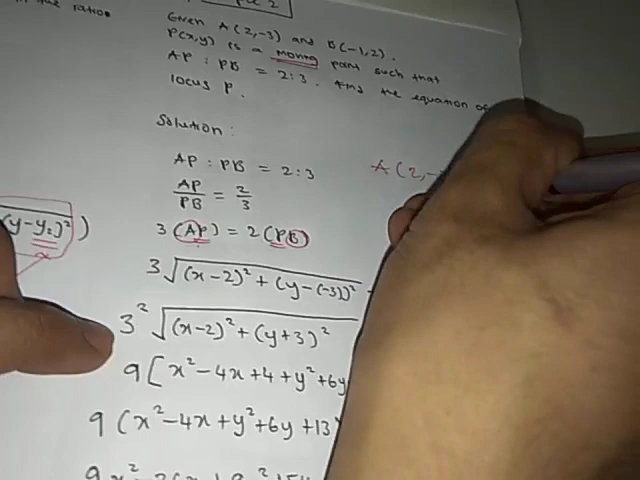 Given A(2,-3) and B(-1,2).
P(x,y) is a moving point such that
AP : PB = 2:3. Find the equation of
locus P.
Solution:
AP : PB = 2:3
A(2,-
AP/PB = 2/3
(y-y₂)²)
3(AP) = 2(PB)
3√(x-2)²+(y-(-3))²
3²√(x-2)²+(y+3)²
9[x²-4x+4+y²+6y
9(x²-4x+y²+6y+13